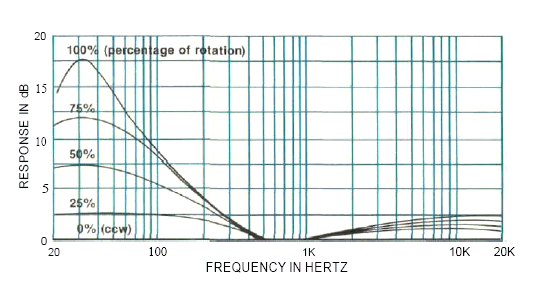 20
100% (percentage of rotation)
15
75%
10
50%
5
25%
0% (ccw)
0
20
100
1K
10K
20K
RESPONSE IN dB
FREQUENCY IN HERTZ